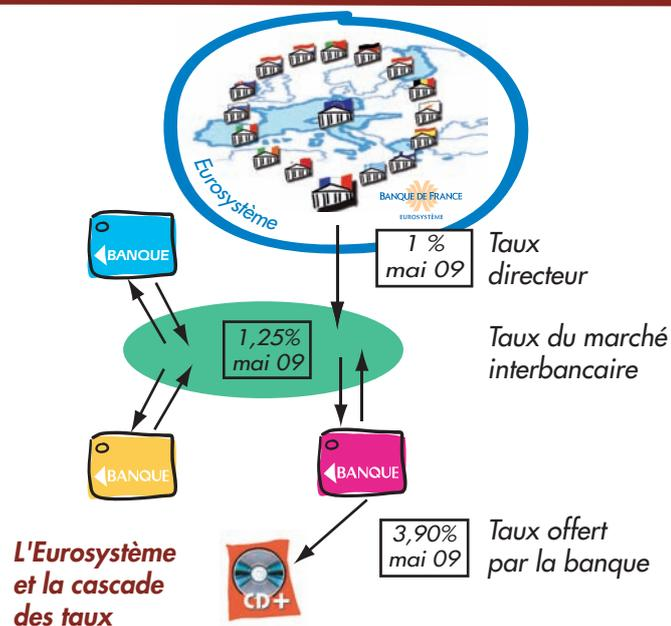 Eurosystème
BANQUE DE FRANCE
EUROSYSTÈME
1 %
mai 09
Taux
directeur
BANQUE
1,25%
mai 09
Taux du marché
interbancaire
BANQUE
BANQUE
3,90%
mai 09
Taux offert
par la banque
L'Eurosystème
et la cascade
des taux
CD+